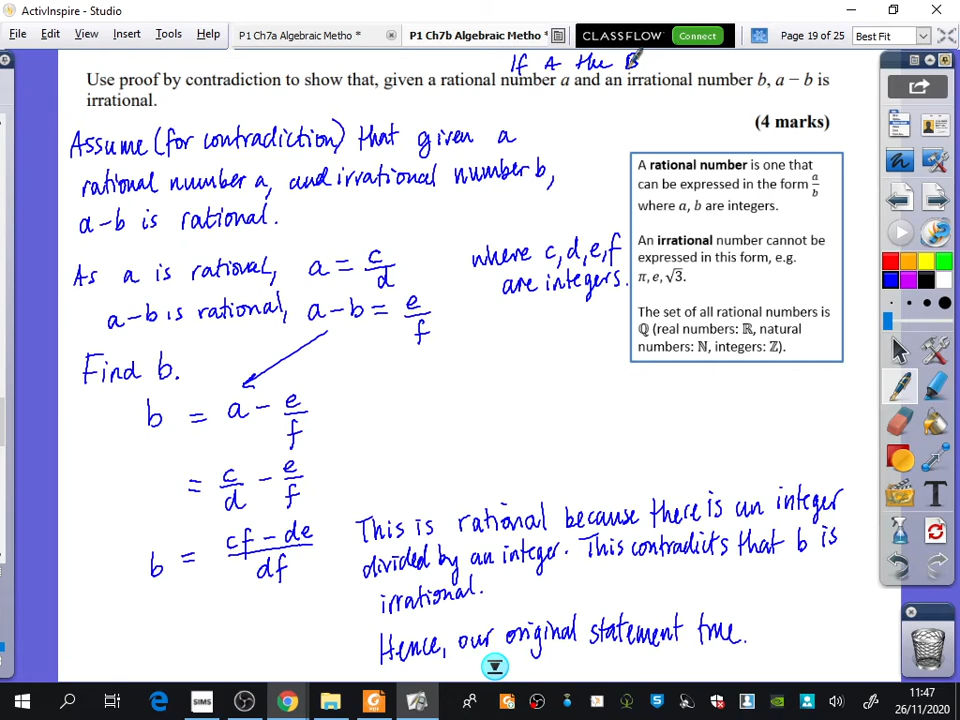 ActivInspire - Studio
File Edit View Insert Tools Help
P1 Ch7a Algebraic Metho *
P1 Ch7b Algebraic Metho *
CLASSFLOW Connect
Page 19 of 25
Best Fit
If A the B
Use proof by contradiction to show that, given a rational number a and an irrational number b, a − b is
irrational.
(4 marks)
Assume (for contradiction) that given a
rational number a, and irrational number b,
a-b is rational.
As a is rational, a = c/d
where c,d,e,f
are integers.
a-b is rational, a-b = e/f
Find b.
b = a - e/f
= c/d - e/f
b = cf-de/df
This is rational because there is an integer
divided by an integer. This contradicts that b is
irrational.
Hence, our original statement true.
A rational number is one that
can be expressed in the form a/b
where a, b are integers.
An irrational number cannot be
expressed in this form, e.g.
π, e, √3.
The set of all rational numbers is
ℚ (real numbers: ℝ, natural
numbers: ℕ, integers: ℤ).
SIMS
11:47
26/11/2020